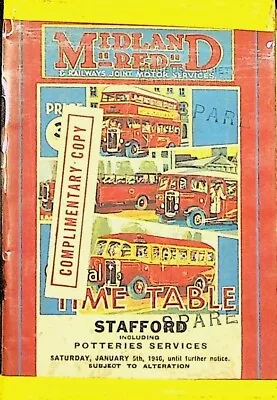 MIDLAND
"RED"
& RAILWAYS JOINT MOTOR SERVICES
SPARE
PRICE
COMPLIMENTARY COPY
TIME TABLE
SPARE
STAFFORD
INCLUDING
POTTERIES SERVICES
SATURDAY, JANUARY 5th, 1946, until further notice.
SUBJECT TO ALTERATION